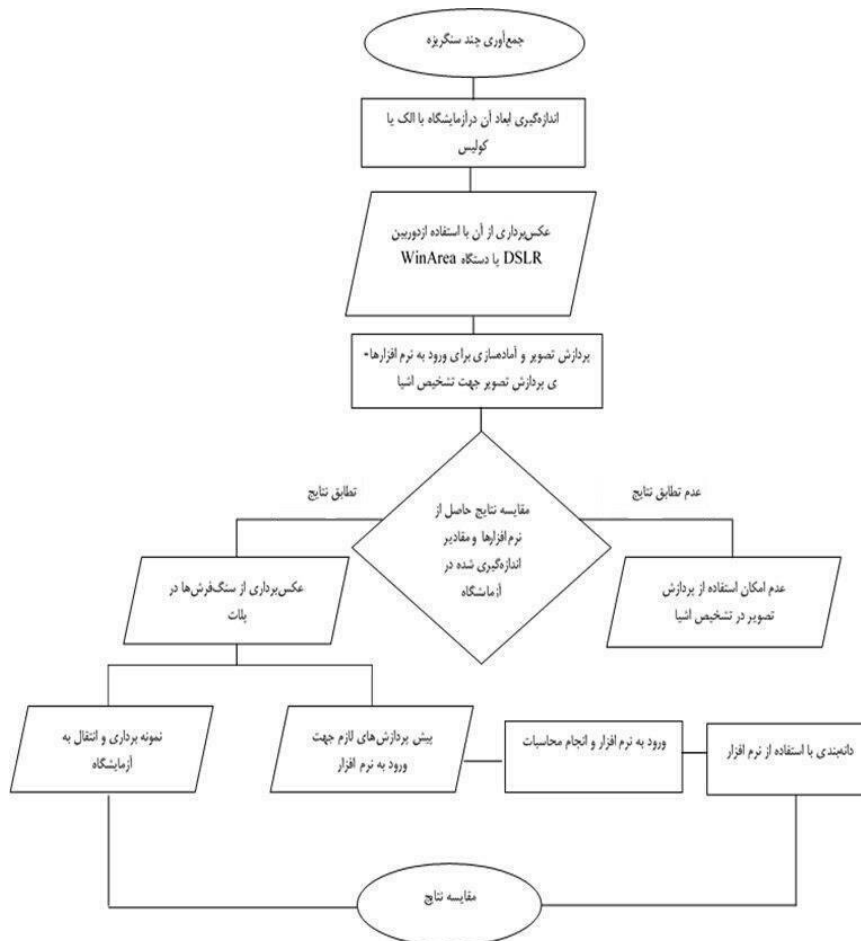 جمع‌آوری چند سنگریزه
اندازه‌گیری ابعاد آن درآزمایشگاه با الک یا
کولیس
عکس‌برداری از آن با استفاده ازدوربین
DSLR یا دستگاه WinArea
پردازش تصویر و آماده‌سازی برای ورود به نرم افزارها-
ی پردازش تصویر جهت تشخیص اشیا
عدم تطابق نتایج
تطابق نتایج
مقایسه نتایج حاصل از
نرم افزارها و مقادیر
اندازه‌گیری شده در
آزمایشگاه
عدم امکان استفاده از پردازش
تصویر در تشخیص اشیا
عکس‌برداری از سنگ‌فرش‌ها در
پلات
دانه‌بندی با استفاده از نرم افزار
ورود به نرم افزار و انجام محاسبات
پیش پردازش‌های لازم جهت
ورود به نرم افزار
نمونه برداری و انتقال به
آزمایشگاه
مقایسه نتایج